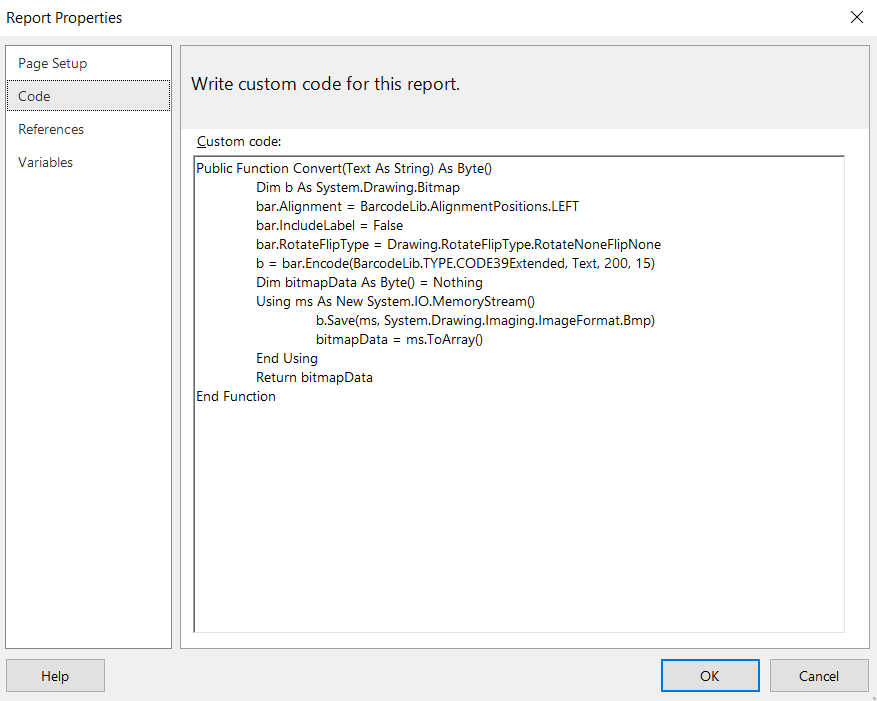 Report Properties
Page Setup
Code
References
Variables
Write custom code for this report.
Custom code:
Public Function Convert(Text As String) As Byte()
Dim b As System.Drawing.Bitmap
bar.Alignment = BarcodeLib.AlignmentPositions.LEFT
bar.IncludeLabel = False
bar.RotateFlipType = Drawing.RotateFlipType.RotateNoneFlipNone
b = bar.Encode(BarcodeLib.TYPE.CODE39Extended, Text, 200, 15)
Dim bitmapData As Byte() = Nothing
Using ms As New System.IO.MemoryStream()
b.Save(ms, System.Drawing.Imaging.ImageFormat.Bmp)
bitmapData = ms.ToArray()
End Using
Return bitmapData
End Function
Help
OK
Cancel